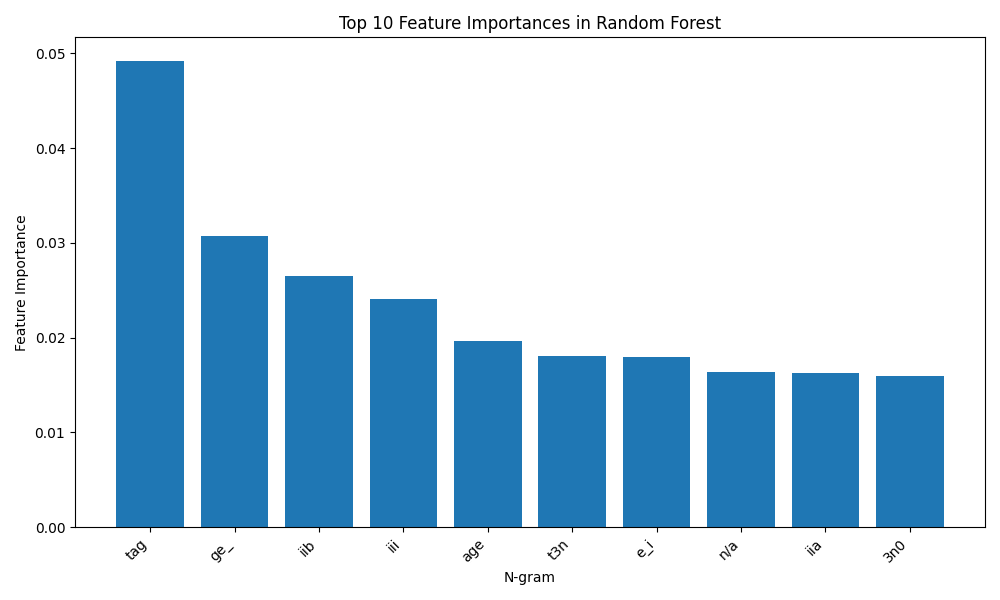 Top 10 Feature Importances in Random Forest
Feature Importance
0.05
0.04
0.03
0.02
0.01
0.00
tag
ge_
iib
iii
age
t3n
e_i
n/a
iia
3n0
N-gram